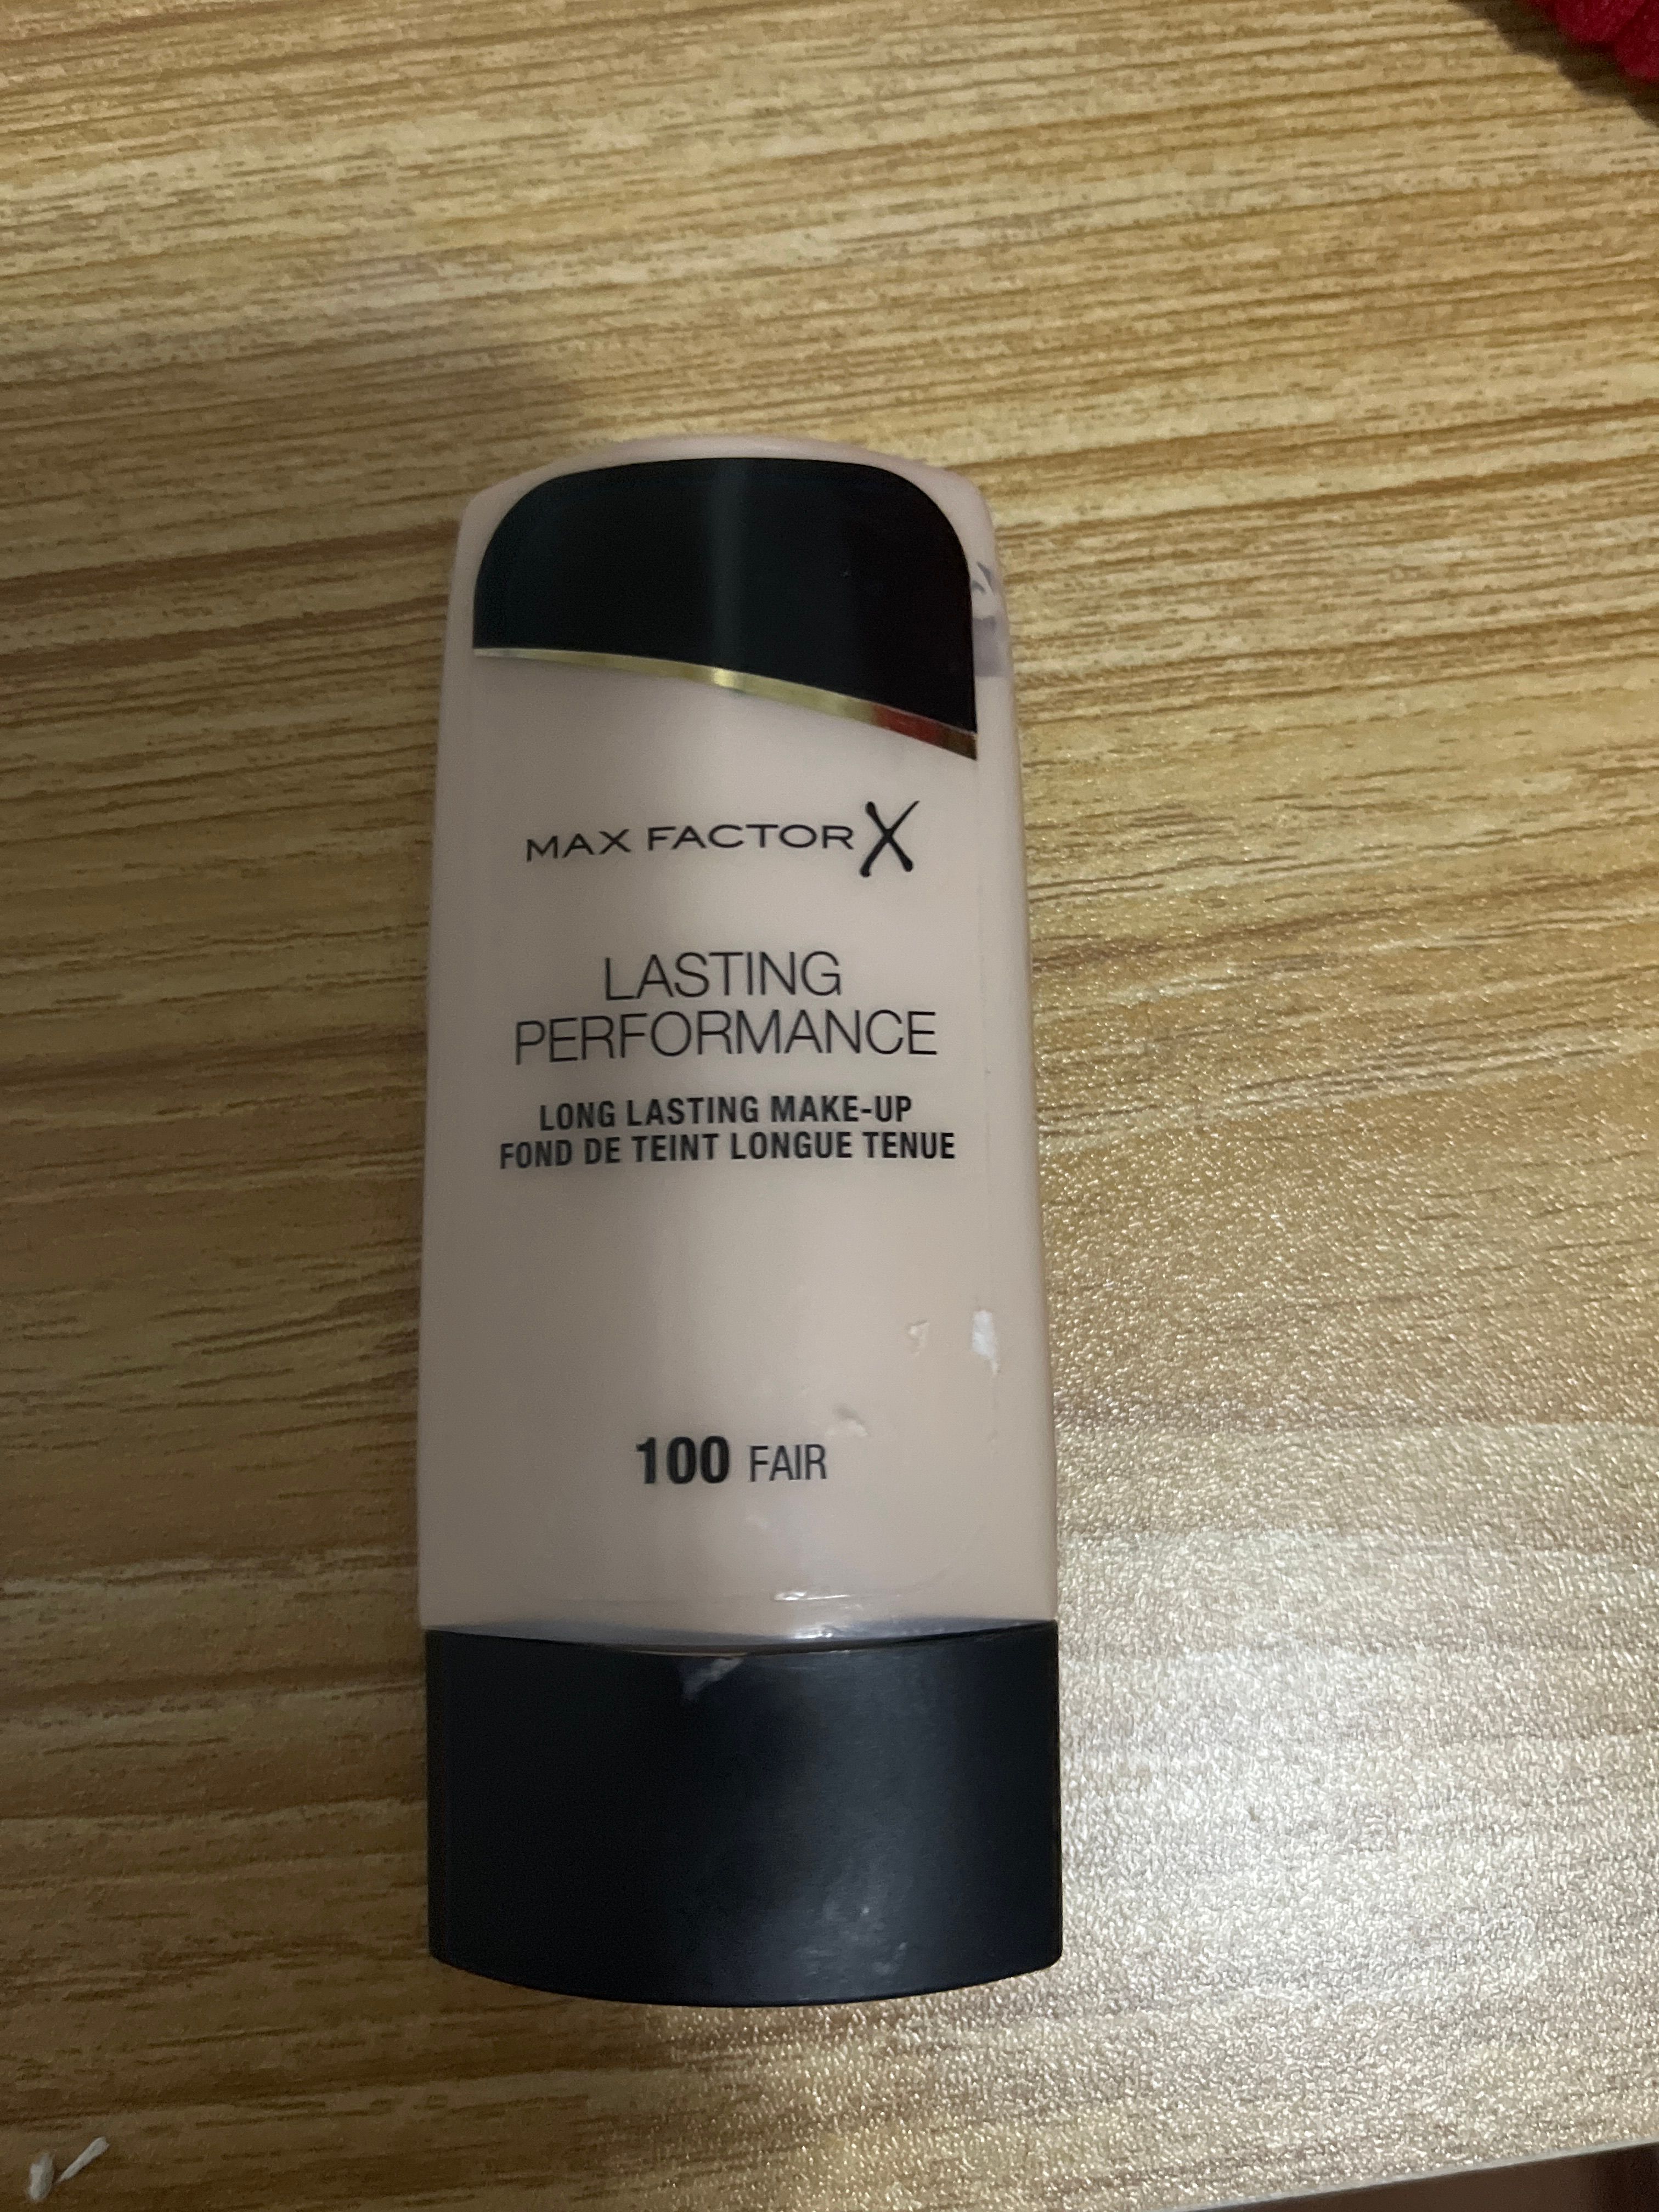 MAX FACTOR X
LASTING
PERFORMANCE
LONG LASTING MAKE-UP
FOND DE TEINT LONGUE TENUE
100 FAIR